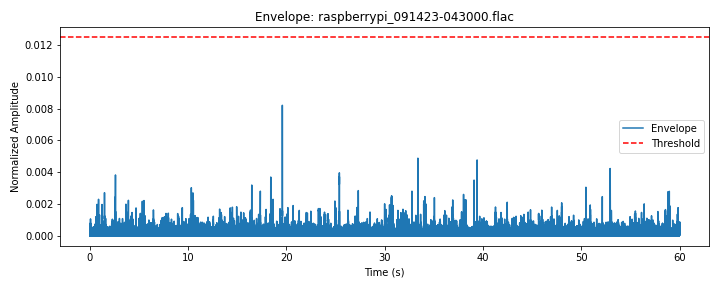 Envelope: raspberrypi_091423-043000.flac
Normalized Amplitude
0.012
0.010
0.008
0.006
0.004
0.002
0.000
Envelope
Threshold
0 10 20 30 40 50 60
Time (s)